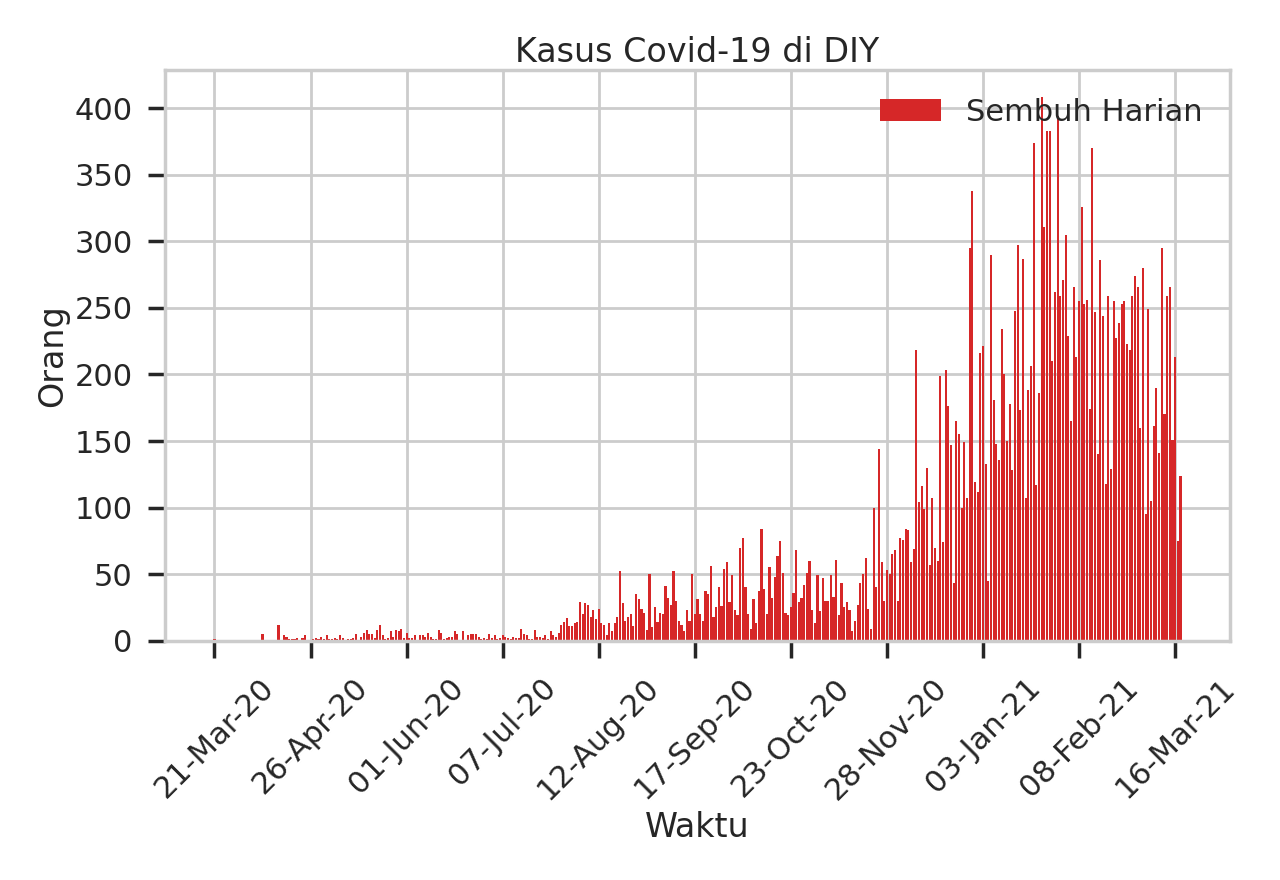 Kasus Covid-19 di DIY
Sembuh Harian
Orang
400
350
300
250
200
150
100
50
0
21-Mar-20
26-Apr-20
01-Jun-20
07-Jul-20
12-Aug-20
17-Sep-20
23-Oct-20
28-Nov-20
03-Jan-21
08-Feb-21
16-Mar-21
Waktu